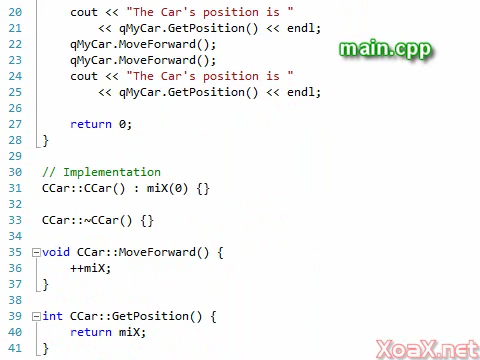 20 cout << "The Car's position is "
21 << qMyCar.GetPosition() << endl;
22 qMyCar.MoveForward();
23 qMyCar.MoveForward();
24 cout << "The Car's position is "
25 << qMyCar.GetPosition() << endl;
26
27 return 0;
28 }
29
30 // Implementation
31 CCar::CCar() : miX(0) {}
32
33 CCar::~CCar() {}
34
35 void CCar::MoveForward() {
36 ++miX;
37 }
38
39 int CCar::GetPosition() {
40 return miX;
41 }
main.cpp
XoaX.net